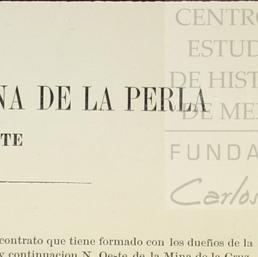 CENTRO
ESTUD
DE HIST
DE ME
FUNDA
Carlos
NA DE LA PERLA
TE
contrato que tiene formado con los dueños de la
y continuacion N. Oeste de la Mina de la Cruz